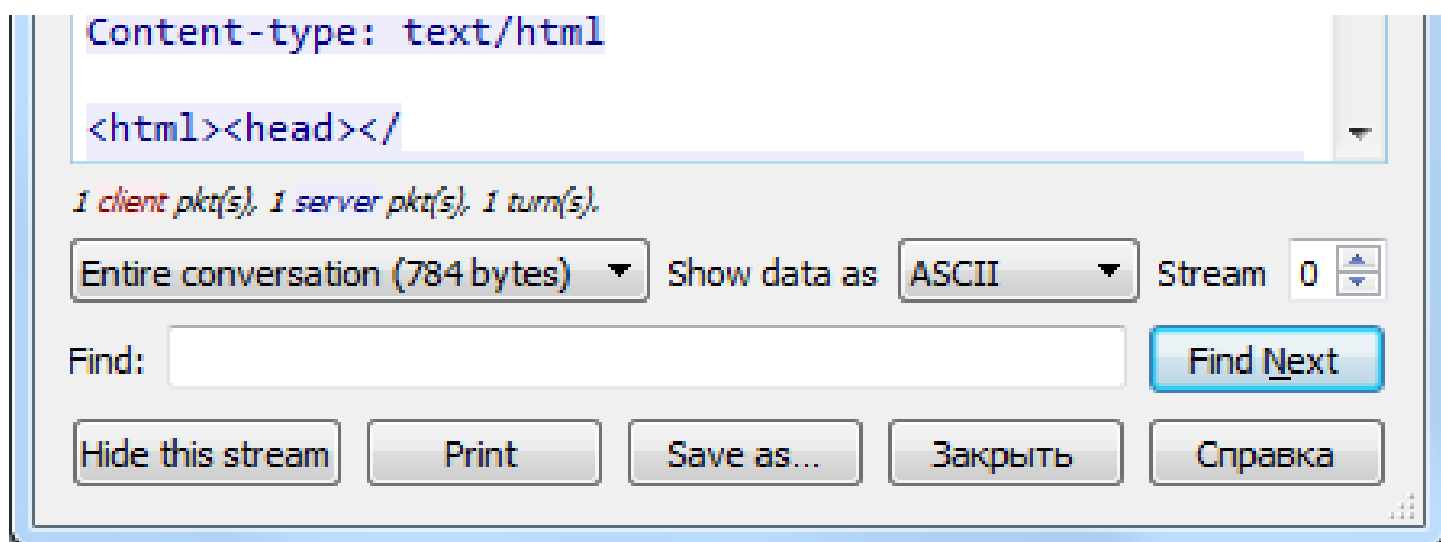 Content-type: text/html
<html><head></
1 client pkt(s), 1 server pkt(s), 1 turn(s).
Entire conversation (784 bytes) Show data as ASCII Stream 0
Find: Find Next
Hide this stream Print Save as... Закрыть Справка